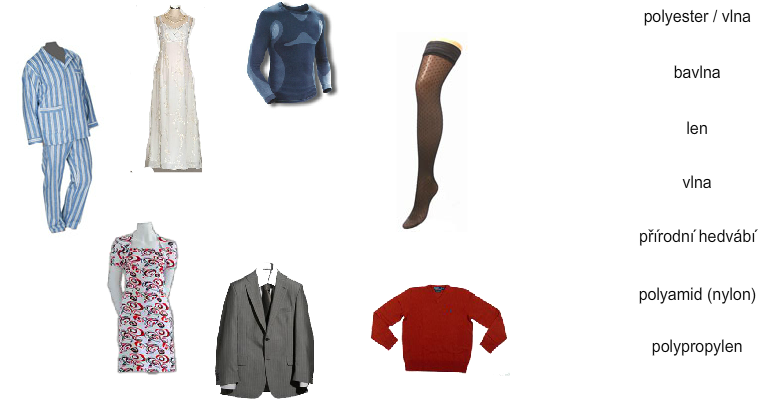 polyester / vlna
bavlna
len
vlna
přírodní hedvábí
polyamid (nylon)
polypropylen